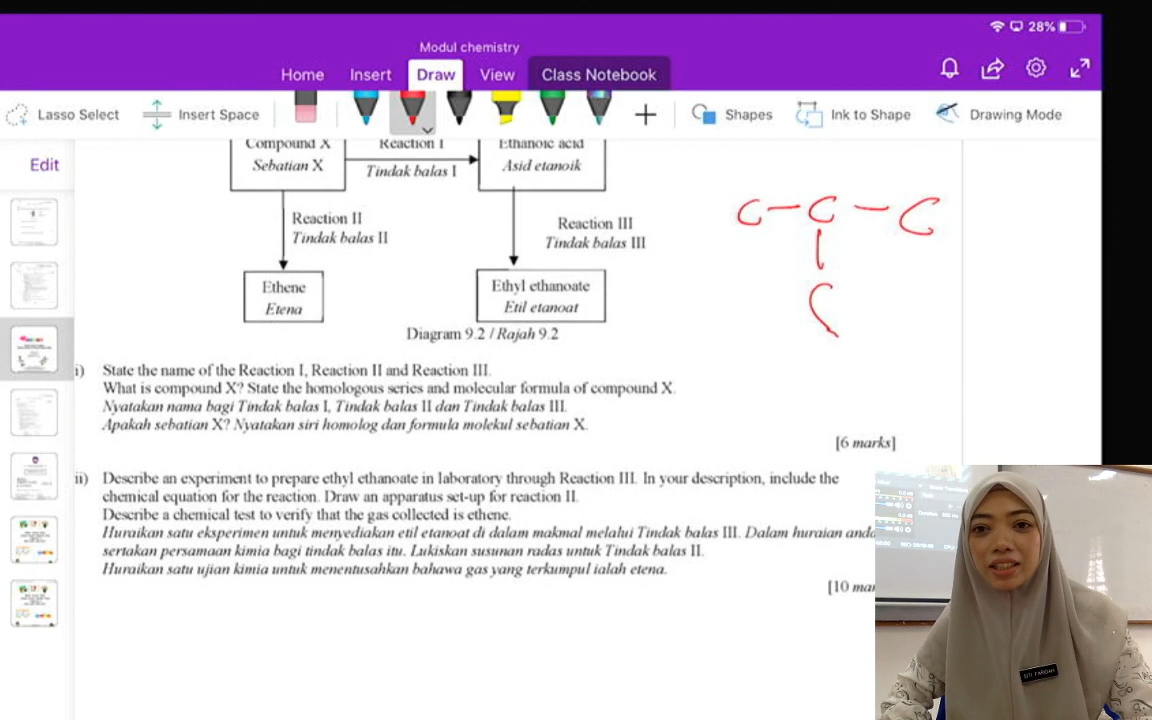 28%
Modul chemistry
Home Insert Draw View Class Notebook
Lasso Select Insert Space Shapes Ink to Shape Drawing Mode
Edit
Compound X Reaction I Ethanoic acid
Sebatian X Tindak balas I Asid etanoik
Reaction II Reaction III
Tindak balas II Tindak balas III
Ethene Ethyl ethanoate
Etena Etil etanoat
Diagram 9.2 / Rajah 9.2
C – C – C
C
i) State the name of the Reaction I, Reaction II and Reaction III.
What is compound X? State the homologous series and molecular formula of compound X.
Nyatakan nama bagi Tindak balas I, Tindak balas II dan Tindak balas III.
Apakah sebatian X? Nyatakan siri homolog dan formula molekul sebatian X.
[6 marks]
ii) Describe an experiment to prepare ethyl ethanoate in laboratory through Reaction III. In your description, include the
chemical equation for the reaction. Draw an apparatus set-up for reaction II.
Describe a chemical test to verify that the gas collected is ethene.
Huraikan satu eksperimen untuk menyediakan etil etanoat di dalam makmal melalui Tindak balas III. Dalam huraian anda
sertakan persamaan kimia bagi tindak balas itu. Lukiskan susunan radas untuk Tindak balas II.
Huraikan satu ujian kimia untuk menentusahkan bahawa gas yang terkumpul ialah etena.
[10 mar